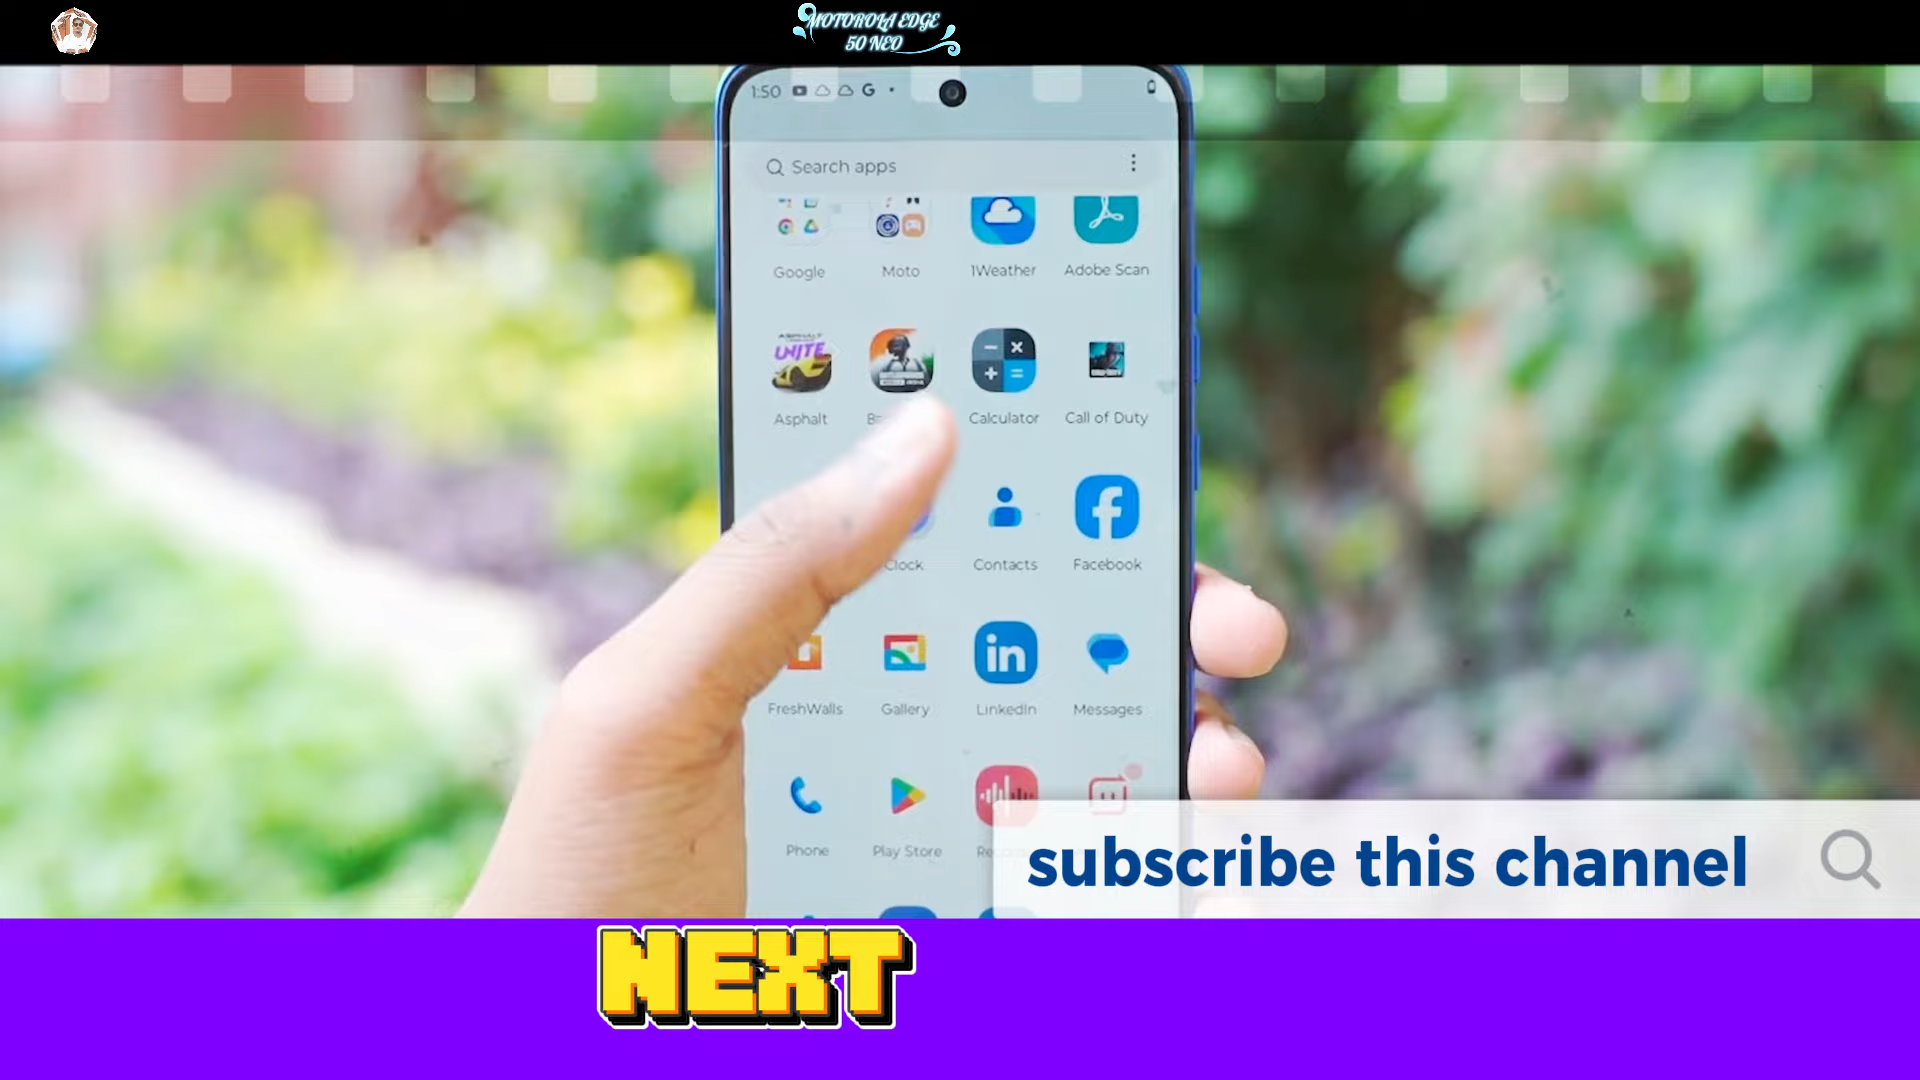 MOTOROLA EDGE
50 NEO
1:50
Search apps
Google Moto 1Weather Adobe Scan
Asphalt Calculator Call of Duty
Clock Contacts Facebook
FreshWalls Gallery LinkedIn Messages
Phone Play Store
subscribe this channel
NEXT